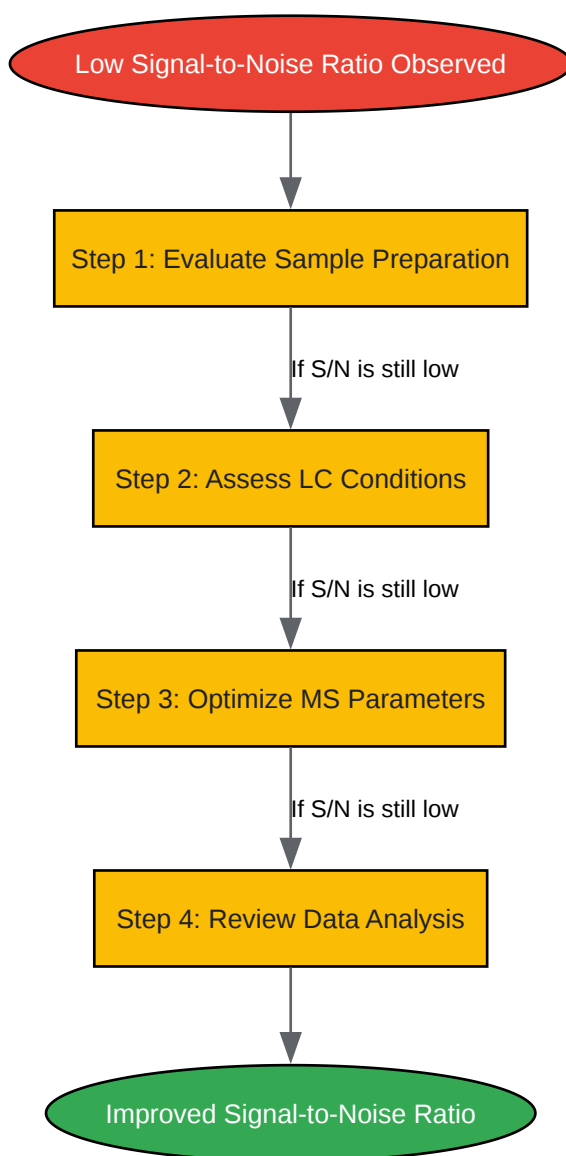 Low Signal-to-Noise Ratio Observed
Step 1: Evaluate Sample Preparation
If S/N is still low
Step 2: Assess LC Conditions
If S/N is still low
Step 3: Optimize MS Parameters
If S/N is still low
Step 4: Review Data Analysis
Improved Signal-to-Noise Ratio